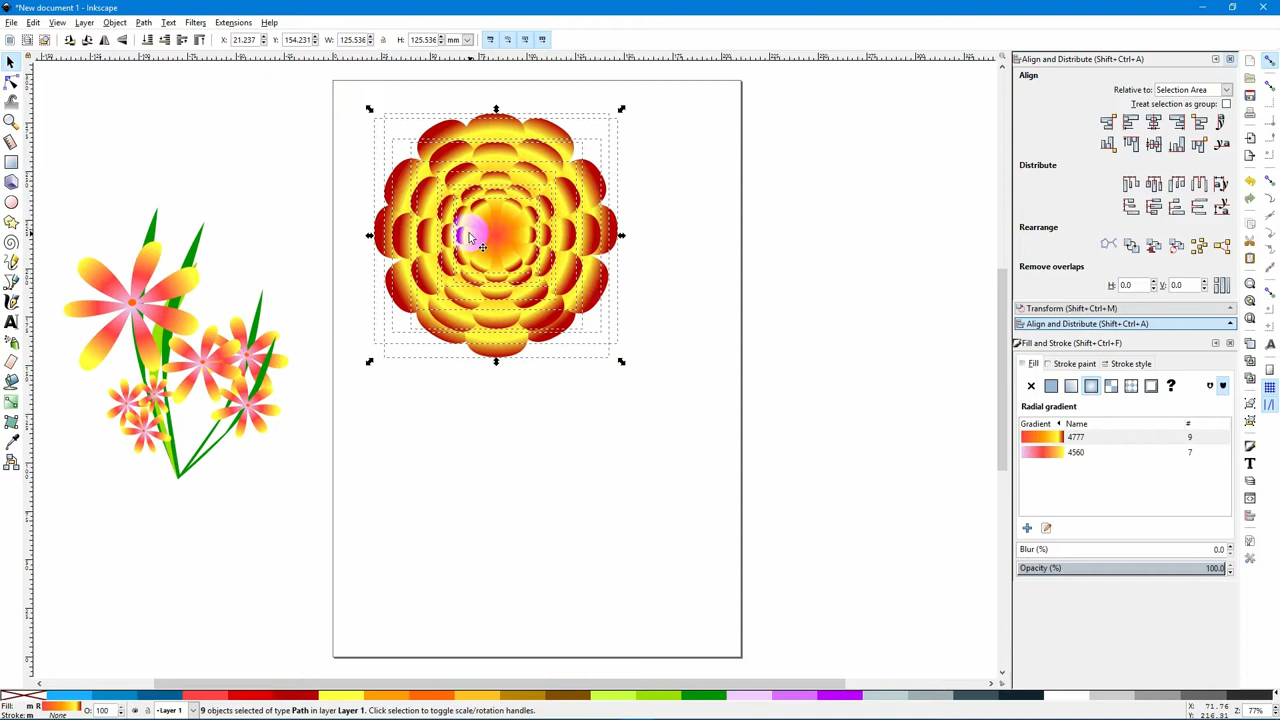 *New document 1 - Inkscape
File Edit View Layer Object Path Text Filters Extensions Help
X: 21.237 Y: 154.231 W: 125.536 H: 125.536 mm
Align and Distribute (Shift+Ctrl+A)
Align
Relative to: Selection Area
Treat selection as group:
Distribute
Rearrange
Remove overlaps
H: 0.0 V: 0.0
Transform (Shift+Ctrl+M)
Align and Distribute (Shift+Ctrl+A)
Fill and Stroke (Shift+Ctrl+F)
Fill Stroke paint Stroke style
Radial gradient
Gradient Name #
4777 9
4560 7
Blur (%) 0.0
Opacity (%) 100.0
Fill: m R O: 100 Layer 1 9 objects selected of type Path in layer Layer 1. Click selection to toggle scale/rotation handles. X: 71.76 Z: 77%
Stroke: m None Y: 216.31